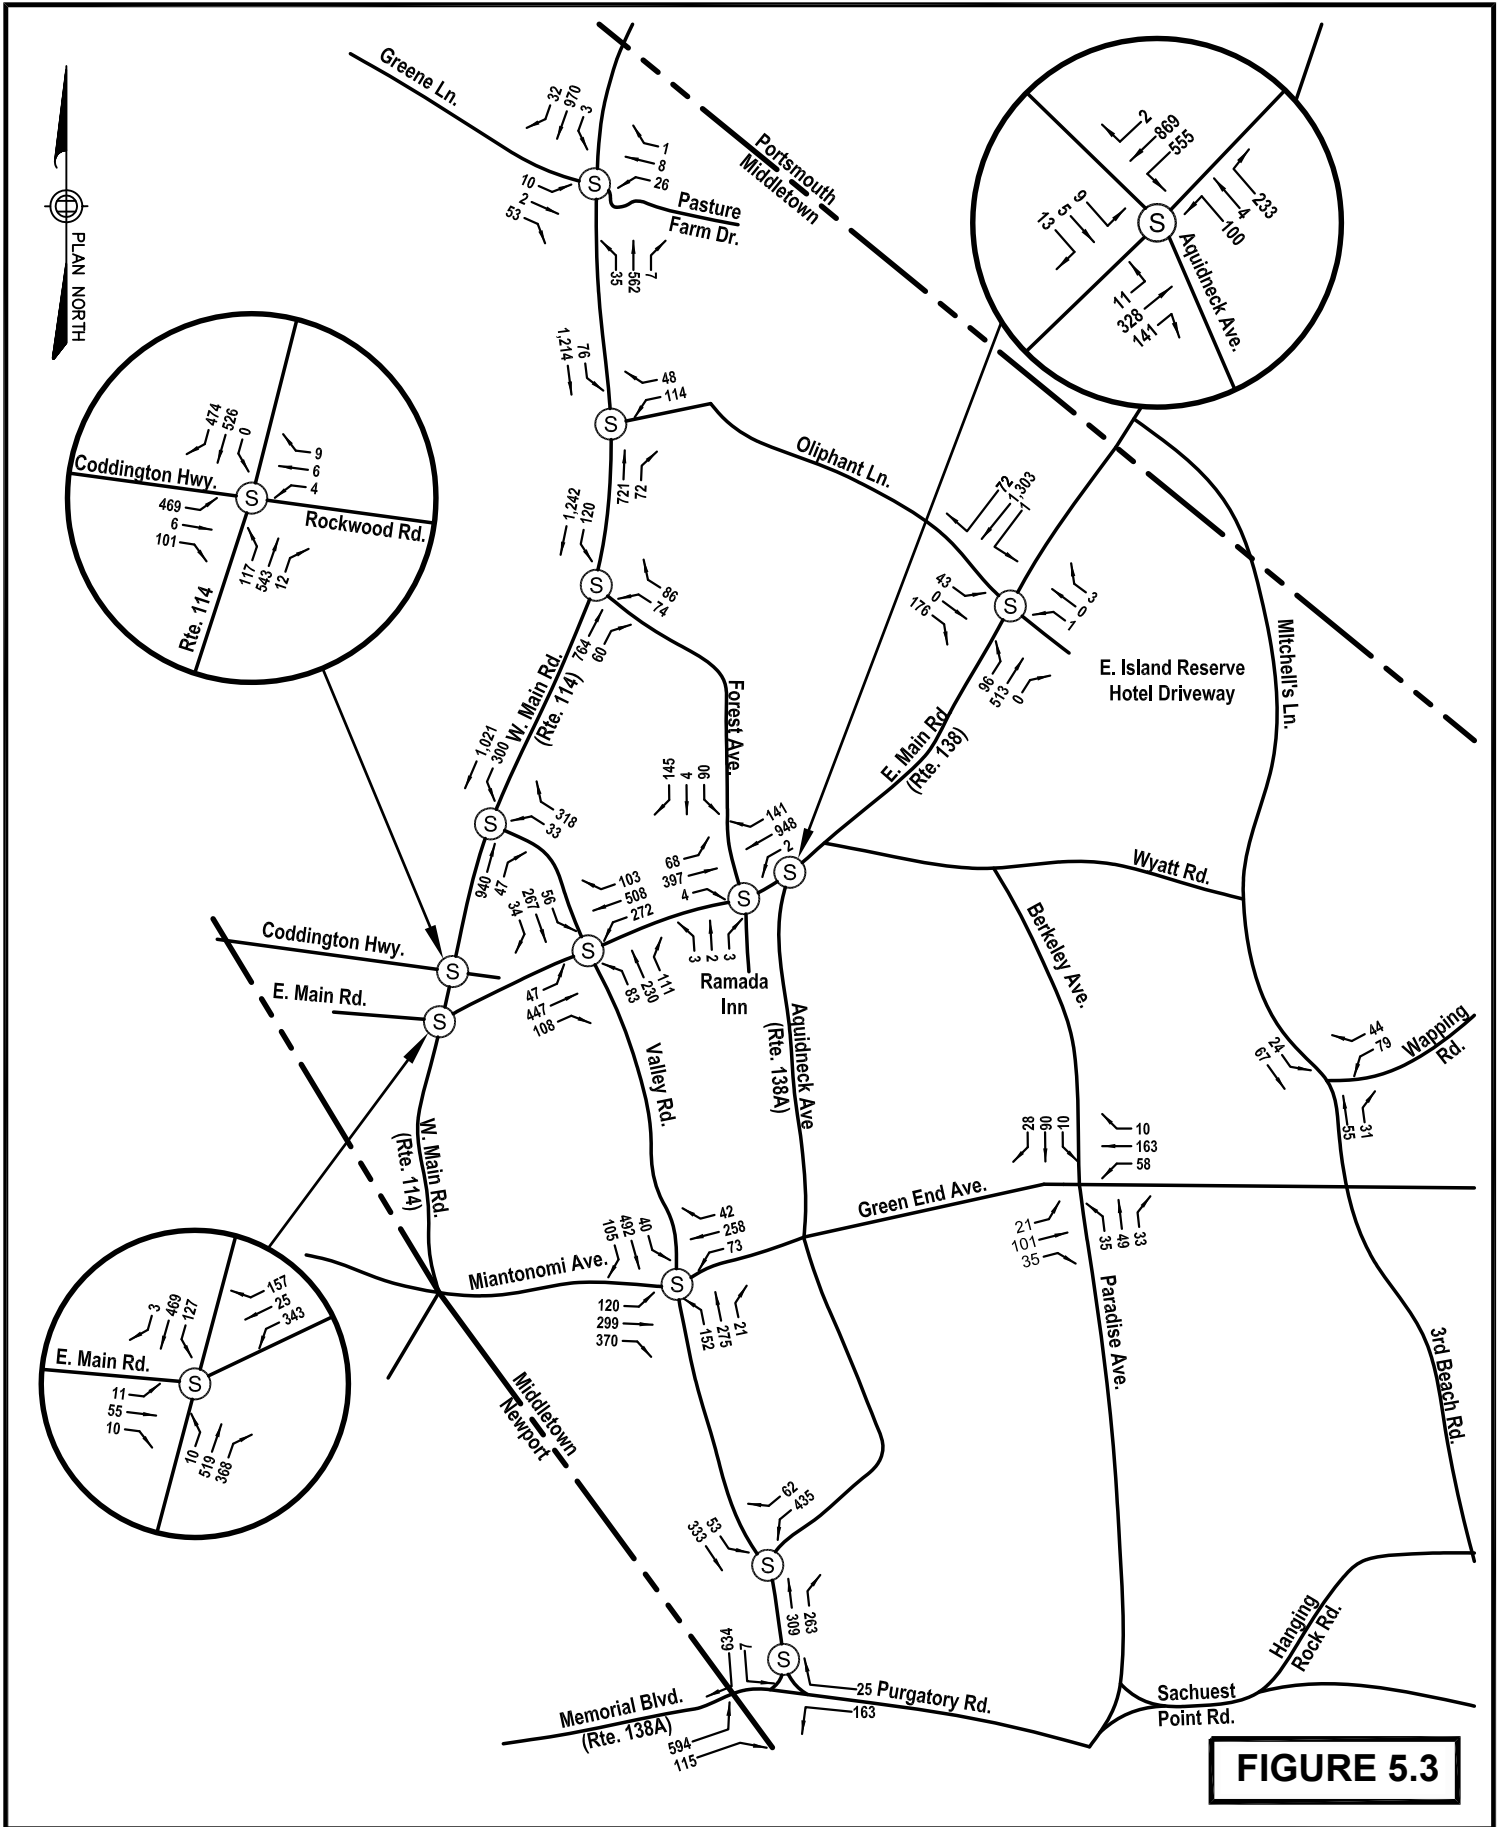 Greene Ln.
32
970
3
1
8
26
10
2
53
S
Pasture
Farm Dr.
35
562
7
Portsmouth
Middletown
2
869
555
9
5
13
S
233
4
100
11
328
141
Aquidneck Ave.
PLAN NORTH
474
526
0
Coddington Hwy.
9
6
4
S
469
6
101
Rockwood Rd.
117
543
12
Rte. 114
1,214
76
48
114
S
721
72
Oliphant Ln.
1,242
120
S
86
74
764
60
72
1,303
1
43
0
176
S
3
0
1
96
513
0
E. Island Reserve
Hotel Driveway
MItchell's Ln.
W. Main Rd.
(Rte. 114)
Forest Ave.
E. Main Rd
(Rte. 138)
1,021
300
S
318
33
940
47
145
4
90
141
948
2
68
397
4
S
S
3
2
3
Ramada
Inn
Wyatt Rd.
34
267
56
103
508
272
S
47
447
108
83
230
111
Coddington Hwy.
S
E. Main Rd.
S
Berkeley Ave.
Aquidneck Ave
(Rte. 138A)
Valley Rd.
W. Main Rd.
(Rte. 114)
24
67
44
79
Wapping
Rd.
55
31
28
90
10
10
163
58
21
101
35
35
49
33
Green End Ave.
Miantonomi Ave.
105
492
40
42
258
73
S
120
299
370
152
275
21
3
469
127
157
25
343
E. Main Rd.
S
11
55
10
10
519
368
Paradise Ave.
3rd Beach Rd.
Middletown
Newport
62
435
333
53
S
309
263
S
634
7
25
Purgatory Rd.
163
Memorial Blvd.
(Rte. 138A)
594
115
Hanging
Rock Rd.
Sachuest
Point Rd.
FIGURE 5.3